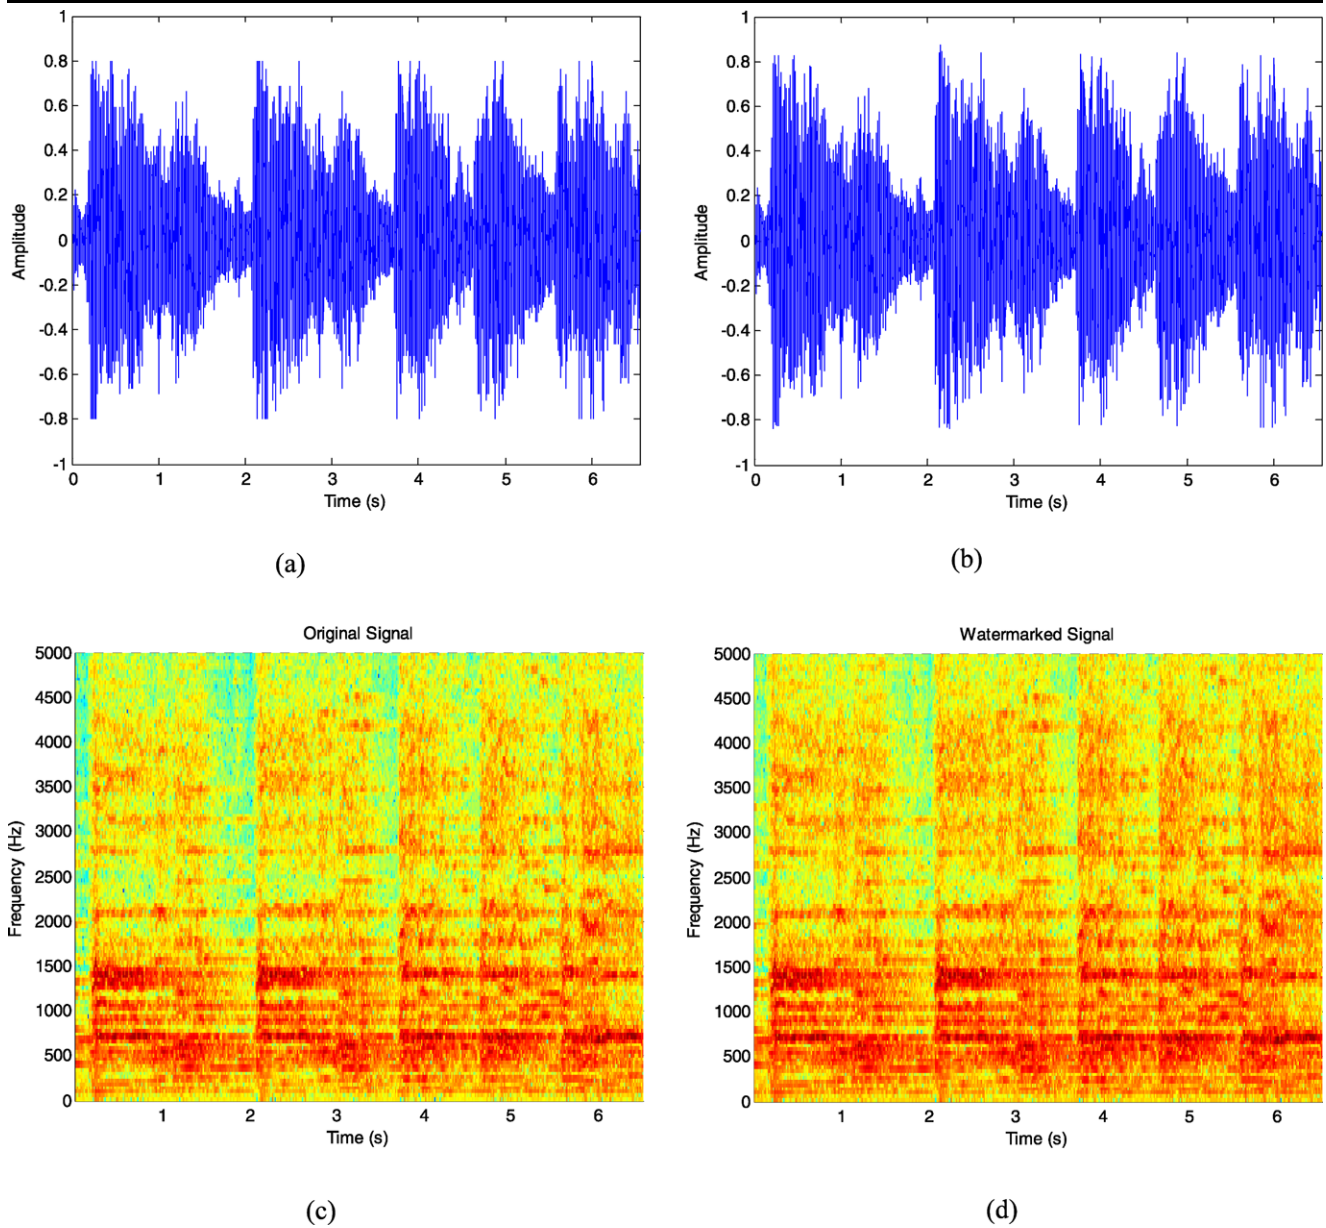 1
0.8
0.6
0.4
0.2
0
-0.2
-0.4
-0.6
-0.8
-1
Amplitude
0 1 2 3 4 5 6
Time (s)
(a)
1
0.8
0.6
0.4
0.2
0
-0.2
-0.4
-0.6
-0.8
-1
Amplitude
0 1 2 3 4 5 6
Time (s)
(b)
Original Signal
5000
4500
4000
3500
3000
2500
2000
1500
1000
500
0
Frequency (Hz)
1 2 3 4 5 6
Time (s)
(c)
Watermarked Signal
5000
4500
4000
3500
3000
2500
2000
1500
1000
500
0
Frequency (Hz)
1 2 3 4 5 6
Time (s)
(d)